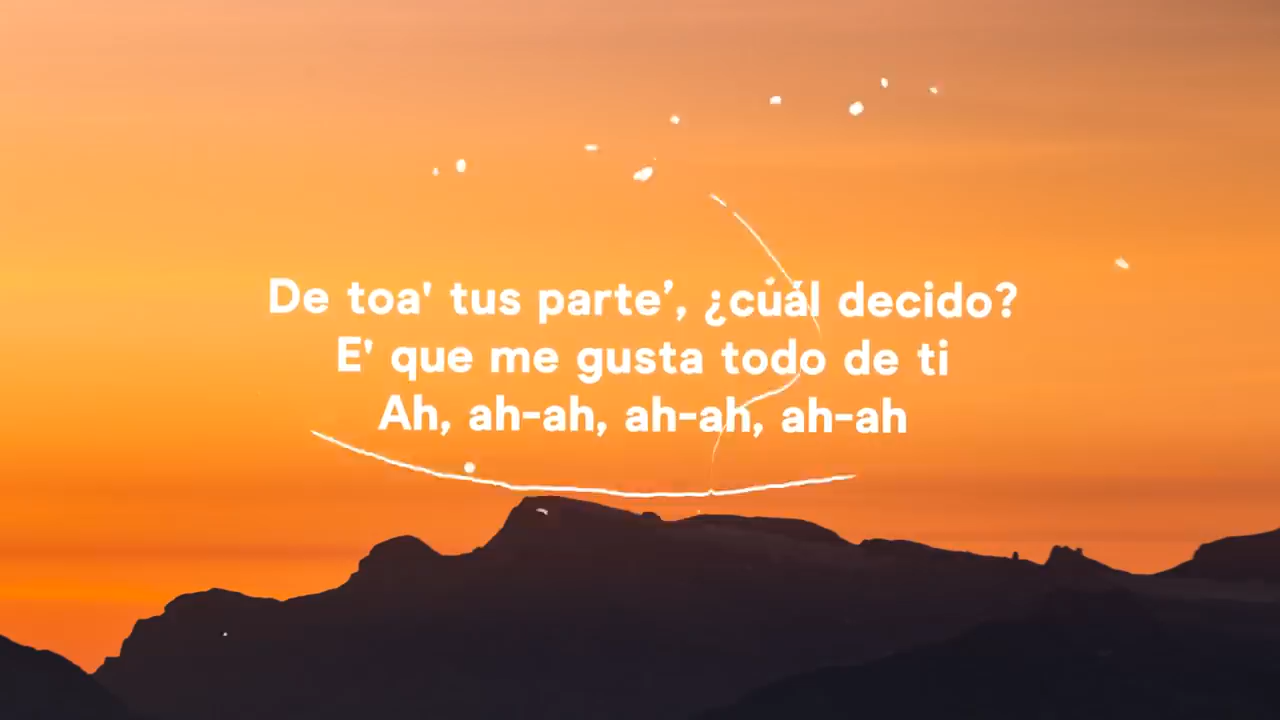 De toa' tus parte’, ¿cuál decido?
E' que me gusta todo de ti
Ah, ah-ah, ah-ah, ah-ah